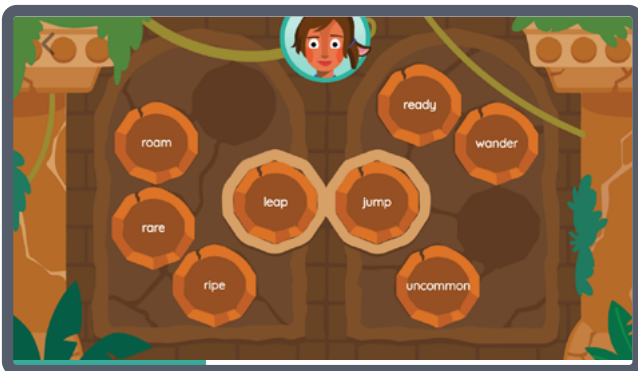 roam
rare
ripe
leap
jump
ready
wander
uncommon